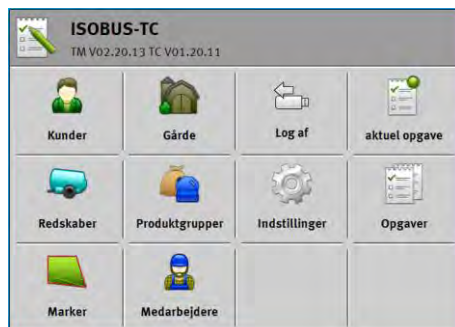 ISOBUS-TC
TM V02.20.13 TC V01.20.11
Kunder
Gårde
Log af
aktuel opgave
Redskaber
Produktgrupper
Indstillinger
Opgaver
Marker
Medarbejdere